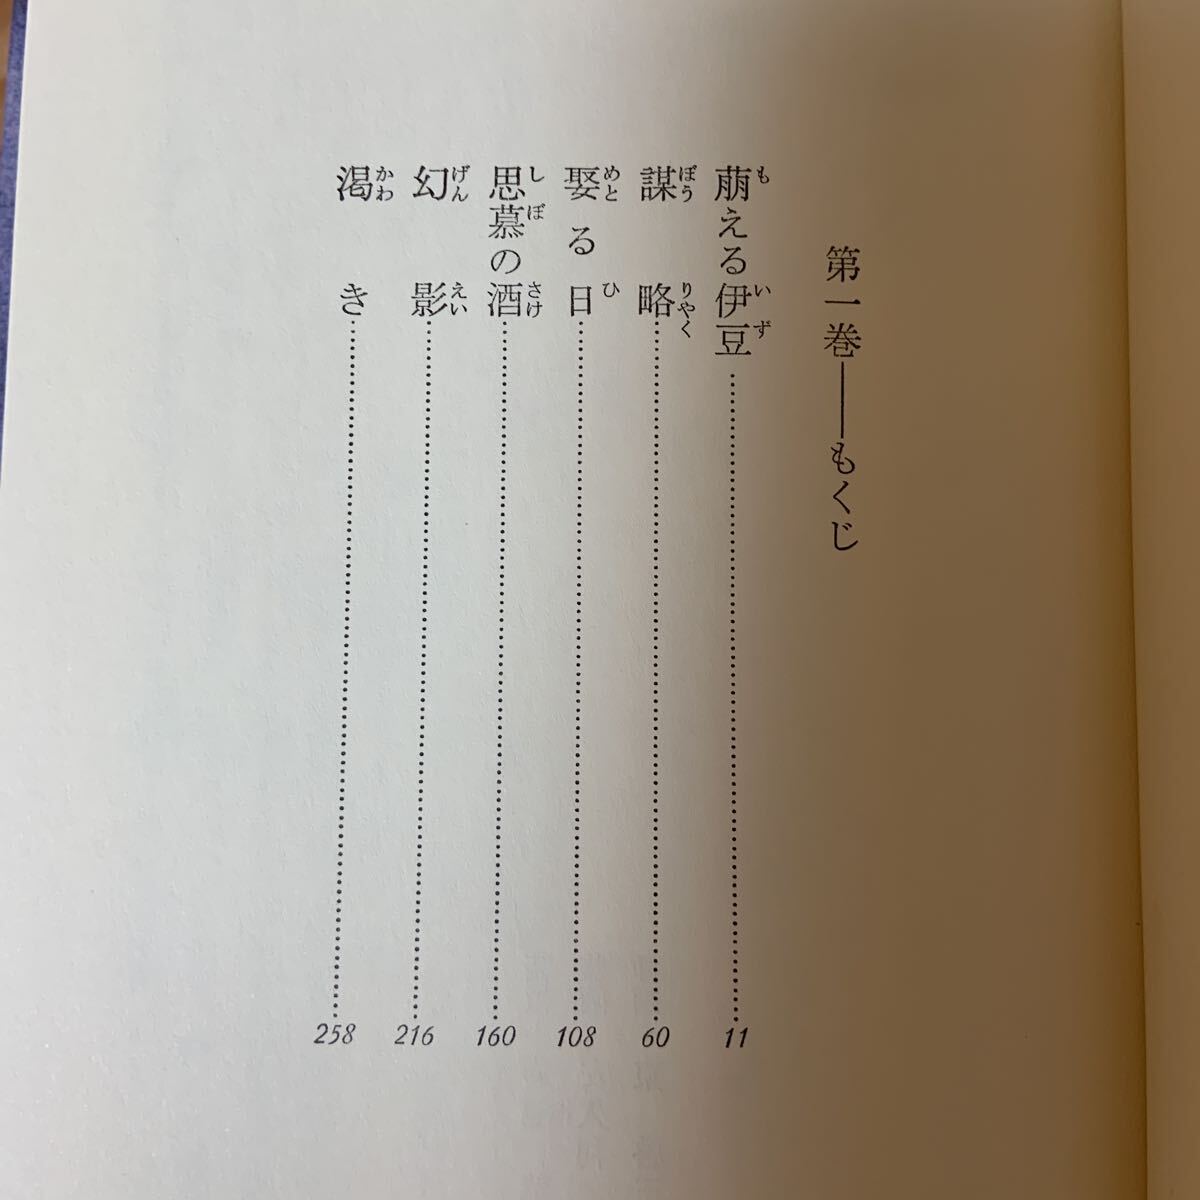 第一巻――もくじ
萠える伊豆……11
謀略……60
娶る日……108
思慕の酒……160
幻影……216
渇き……258